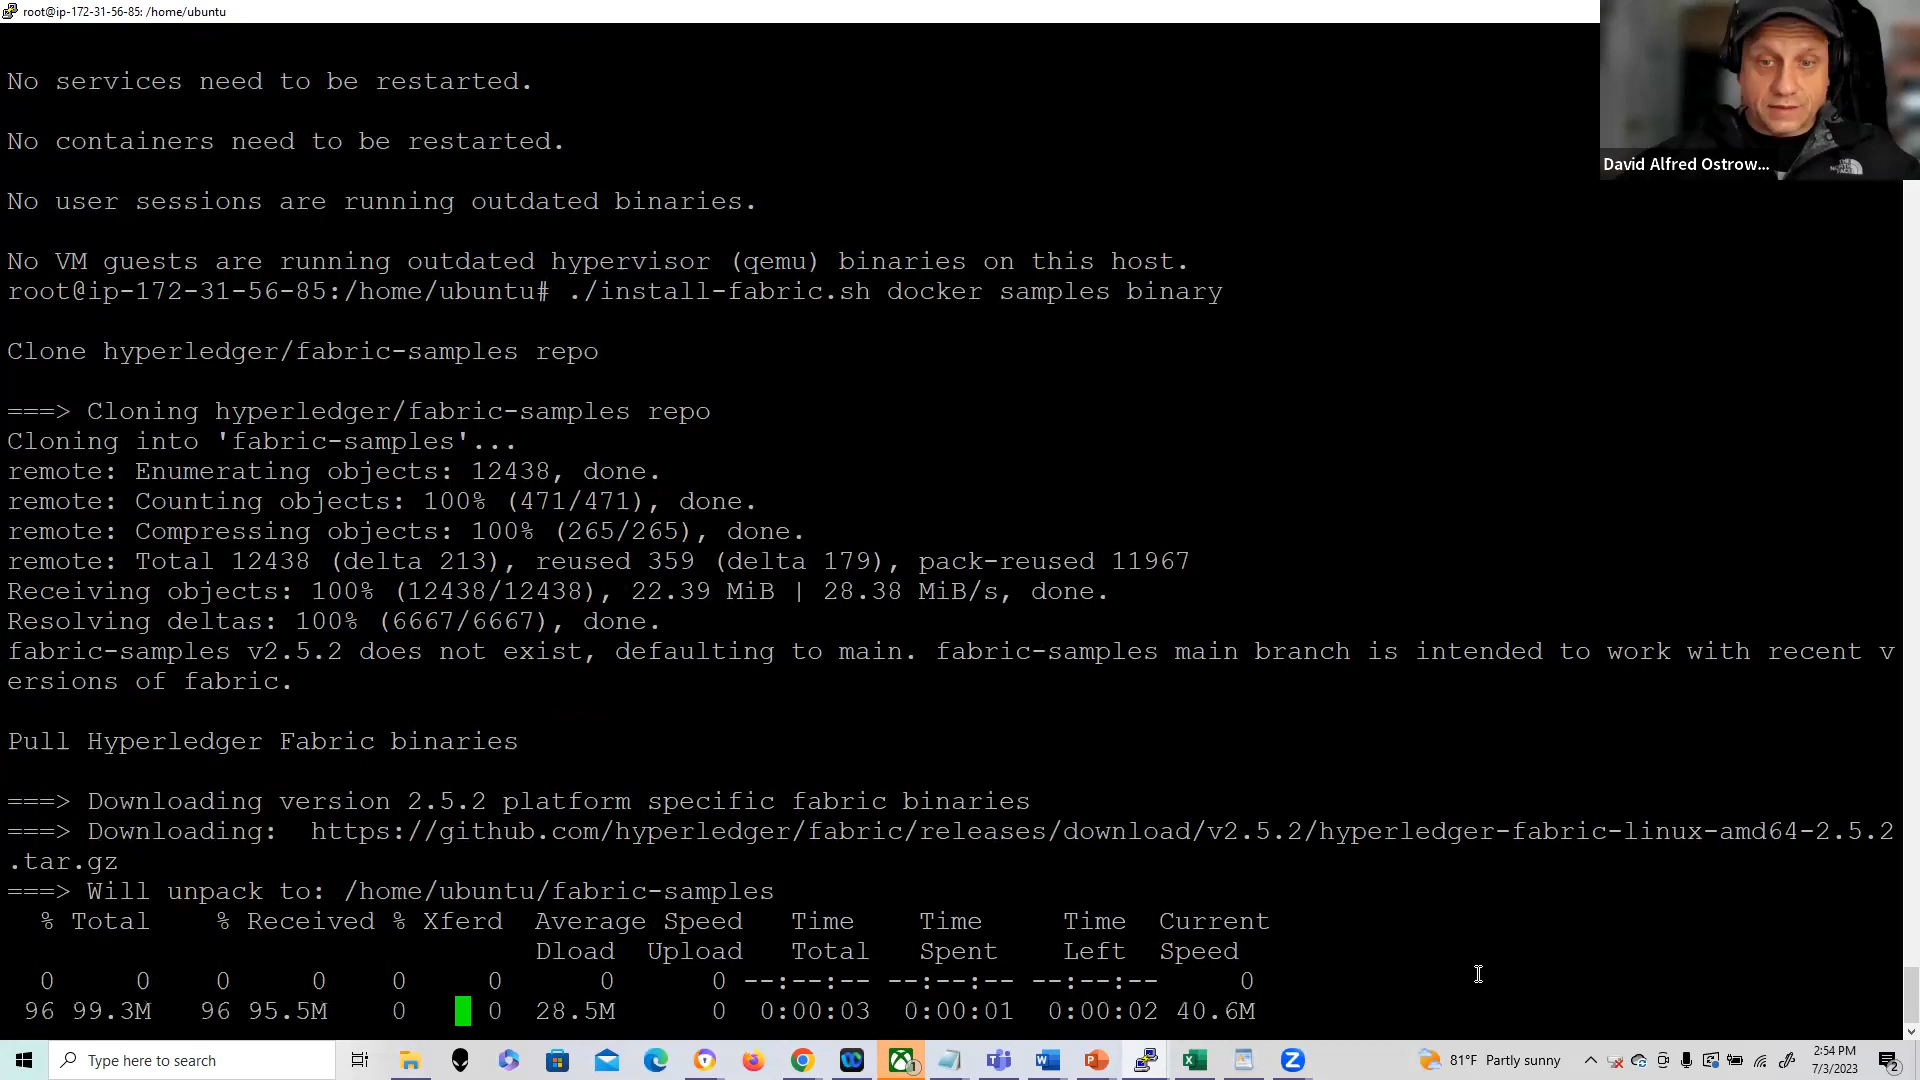 root@ip-172-31-56-85: /home/ubuntu
No services need to be restarted.
No containers need to be restarted.
No user sessions are running outdated binaries.
No VM guests are running outdated hypervisor (qemu) binaries on this host.
root@ip-172-31-56-85:/home/ubuntu# ./install-fabric.sh docker samples binary
Clone hyperledger/fabric-samples repo
===> Cloning hyperledger/fabric-samples repo
Cloning into 'fabric-samples'...
remote: Enumerating objects: 12438, done.
remote: Counting objects: 100% (471/471), done.
remote: Compressing objects: 100% (265/265), done.
remote: Total 12438 (delta 213), reused 359 (delta 179), pack-reused 11967
Receiving objects: 100% (12438/12438), 22.39 MiB | 28.38 MiB/s, done.
Resolving deltas: 100% (6667/6667), done.
fabric-samples v2.5.2 does not exist, defaulting to main. fabric-samples main branch is intended to work with recent v
ersions of fabric.
Pull Hyperledger Fabric binaries
===> Downloading version 2.5.2 platform specific fabric binaries
===> Downloading:  https://github.com/hyperledger/fabric/releases/download/v2.5.2/hyperledger-fabric-linux-amd64-2.5.2
.tar.gz
===> Will unpack to: /home/ubuntu/fabric-samples
% Total    % Received % Xferd  Average Speed   Time    Time     Time  Current
Dload  Upload   Total   Spent    Left  Speed
0     0    0     0    0     0      0      0 --:--:-- --:--:-- --:--:--     0
96 99.3M   96 95.5M    0     0  28.5M      0  0:00:03  0:00:01  0:00:02 40.6M
David Alfred Ostrow...
THE NORTH FACE
Type here to search
1
81°F Partly sunny
2:54 PM
7/3/2023
2